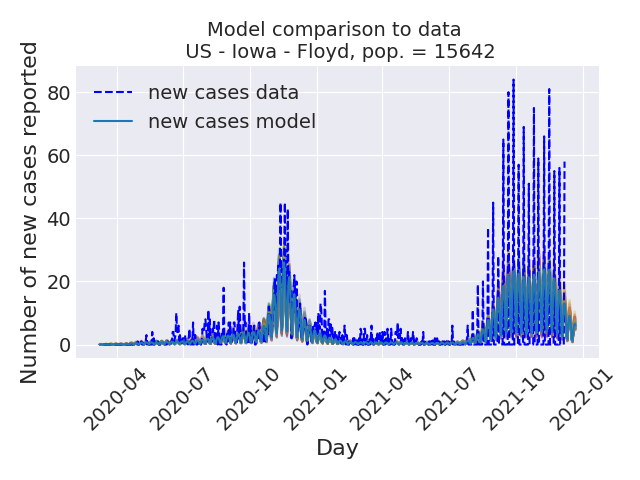 Model comparison to data
US - Iowa - Floyd, pop. = 15642
Number of new cases reported
new cases data
new cases model
80
60
40
20
0
2020-04
2020-07
2020-10
2021-01
2021-04
2021-07
2021-10
2022-01
Day